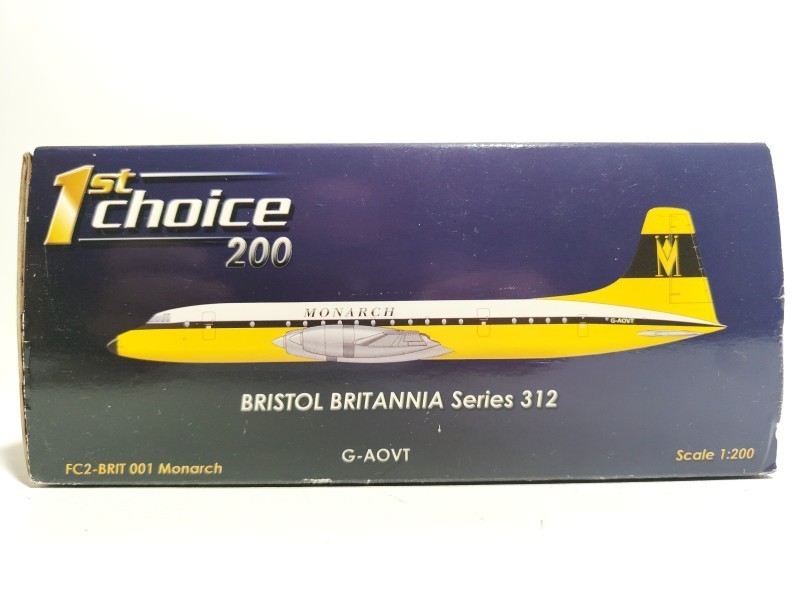 1st
choice
200
M
MONARCH
G-AOVT
BRISTOL BRITANNIA Series 312
G-AOVT
FC2-BRIT 001 Monarch
Scale 1:200